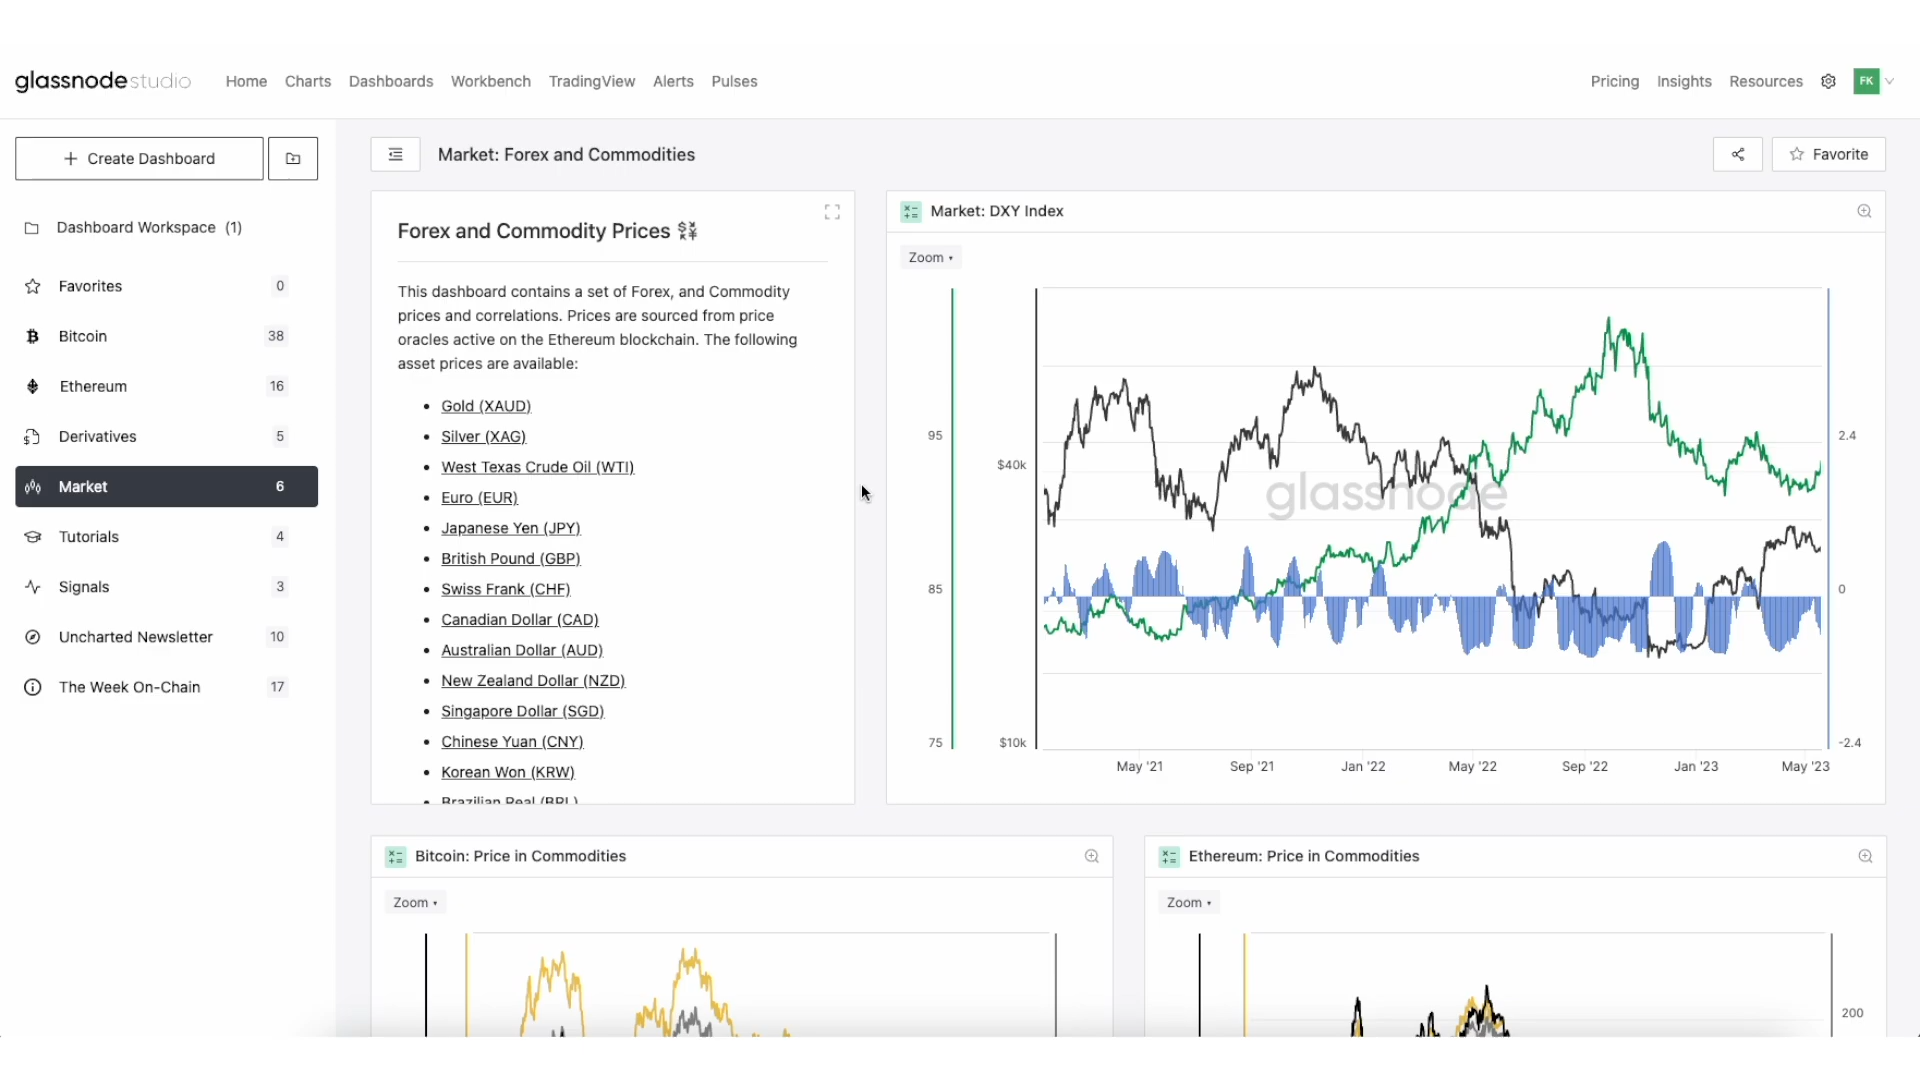 glassnodestudio
Home Charts Dashboards Workbench TradingView Alerts Pulses
Pricing Insights Resources FK
Create Dashboard
Dashboard Workspace (1)
Favorites 0
Bitcoin 38
Ethereum 16
Derivatives 5
Market 6
Tutorials 4
Signals 3
Uncharted Newsletter 10
The Week On-Chain 17
Market: Forex and Commodities
Favorite
Forex and Commodity Prices
This dashboard contains a set of Forex, and Commodity
prices and correlations. Prices are sourced from price
oracles active on the Ethereum blockchain. The following
asset prices are available:
• Gold (XAUD)
• Silver (XAG)
• West Texas Crude Oil (WTI)
• Euro (EUR)
• Japanese Yen (JPY)
• British Pound (GBP)
• Swiss Frank (CHF)
• Canadian Dollar (CAD)
• Australian Dollar (AUD)
• New Zealand Dollar (NZD)
• Singapore Dollar (SGD)
• Chinese Yuan (CNY)
• Korean Won (KRW)
• Brazilian Real (BRL)
Market: DXY Index
Zoom
95
85
75
$40k
$10k
glassnode
2.4
0
-2.4
May '21 Sep '21 Jan '22 May '22 Sep '22 Jan '23 May '23
Bitcoin: Price in Commodities
Zoom
Ethereum: Price in Commodities
Zoom
200